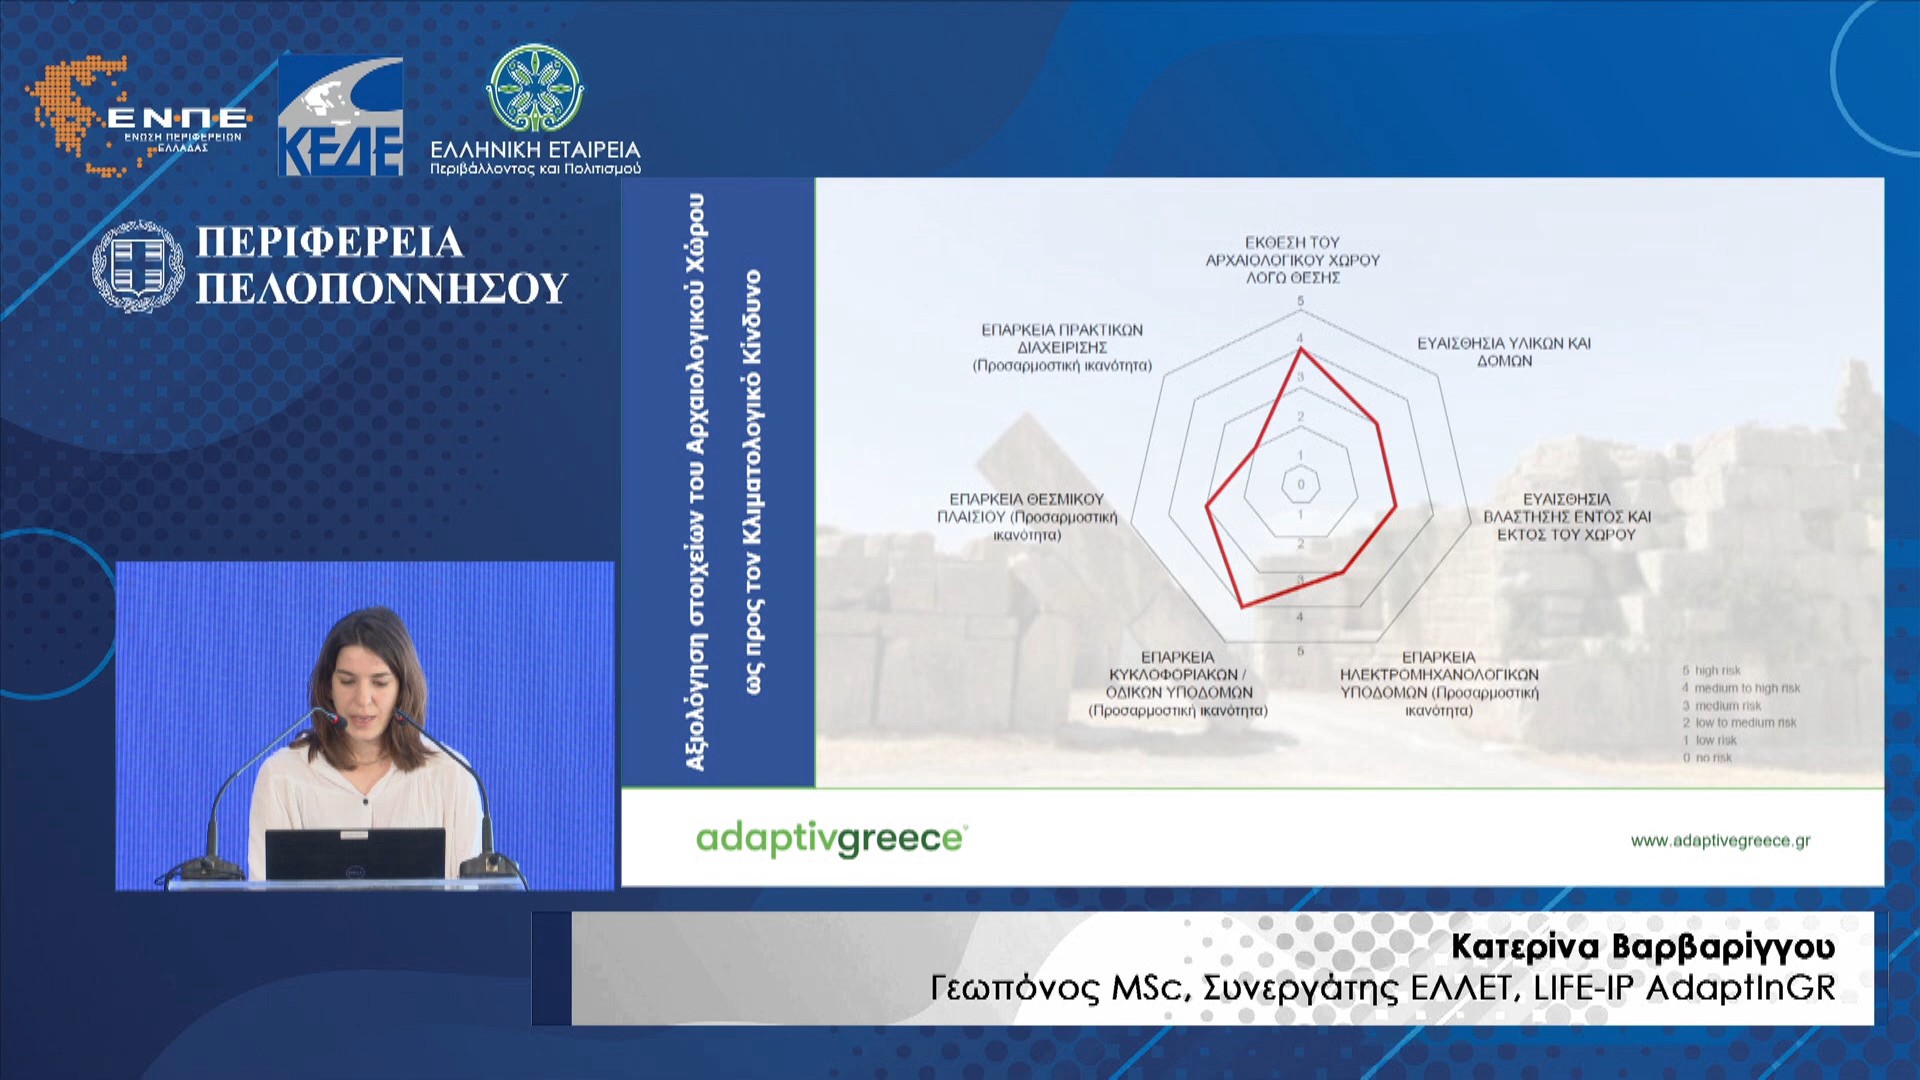 Ε·Ν·Π·Ε·
ΕΝΩΣΗ ΠΕΡΙΦΕΡΕΙΩΝ
ΕΛΛΑΔΑΣ
ΚΕΔΕ
ΕΛΛΗΝΙΚΗ ΕΤΑΙΡΕΙΑ
Περιβάλλοντος και Πολιτισμού
ΠΕΡΙΦΕΡΕΙΑ
ΠΕΛΟΠΟΝΝΗΣΟΥ
Αξιολόγηση στοιχείων του Αρχαιολογικού Χώρου
ως προς τον Κλιματολογικό Κίνδυνο
ΕΚΘΕΣΗ ΤΟΥ
ΑΡΧΑΙΟΛΟΓΙΚΟΥ ΧΩΡΟΥ
ΛΟΓΩ ΘΕΣΗΣ
ΕΥΑΙΣΘΗΣΙΑ ΥΛΙΚΩΝ ΚΑΙ
ΔΟΜΩΝ
ΕΥΑΙΣΘΗΣΙΑ
ΒΛΑΣΤΗΣΗΣ ΕΝΤΟΣ ΚΑΙ
ΕΚΤΟΣ ΤΟΥ ΧΩΡΟΥ
ΕΠΑΡΚΕΙΑ
ΗΛΕΚΤΡΟΜΗΧΑΝΟΛΟΓΙΚΩΝ
ΥΠΟΔΟΜΩΝ (Προσαρμοστική
ικανότητα)
ΕΠΑΡΚΕΙΑ
ΚΥΚΛΟΦΟΡΙΑΚΩΝ /
ΟΔΙΚΩΝ ΥΠΟΔΟΜΩΝ
(Προσαρμοστική ικανότητα)
ΕΠΑΡΚΕΙΑ ΘΕΣΜΙΚΟΥ
ΠΛΑΙΣΙΟΥ (Προσαρμοστική
ικανότητα)
ΕΠΑΡΚΕΙΑ ΠΡΑΚΤΙΚΩΝ
ΔΙΑΧΕΙΡΙΣΗΣ
(Προσαρμοστική ικανότητα)
5
4
3
2
1
0
1
2
3
4
5
5 high risk
4 medium to high risk
3 medium risk
2 low to medium risk
1 low risk
0 no risk
adaptivgreece
www.adaptivegreece.gr
Κατερίνα Βαρβαρίγγου
Γεωπόνος MSc, Συνεργάτης ΕΛΛΕΤ, LIFE-IP AdaptInGR